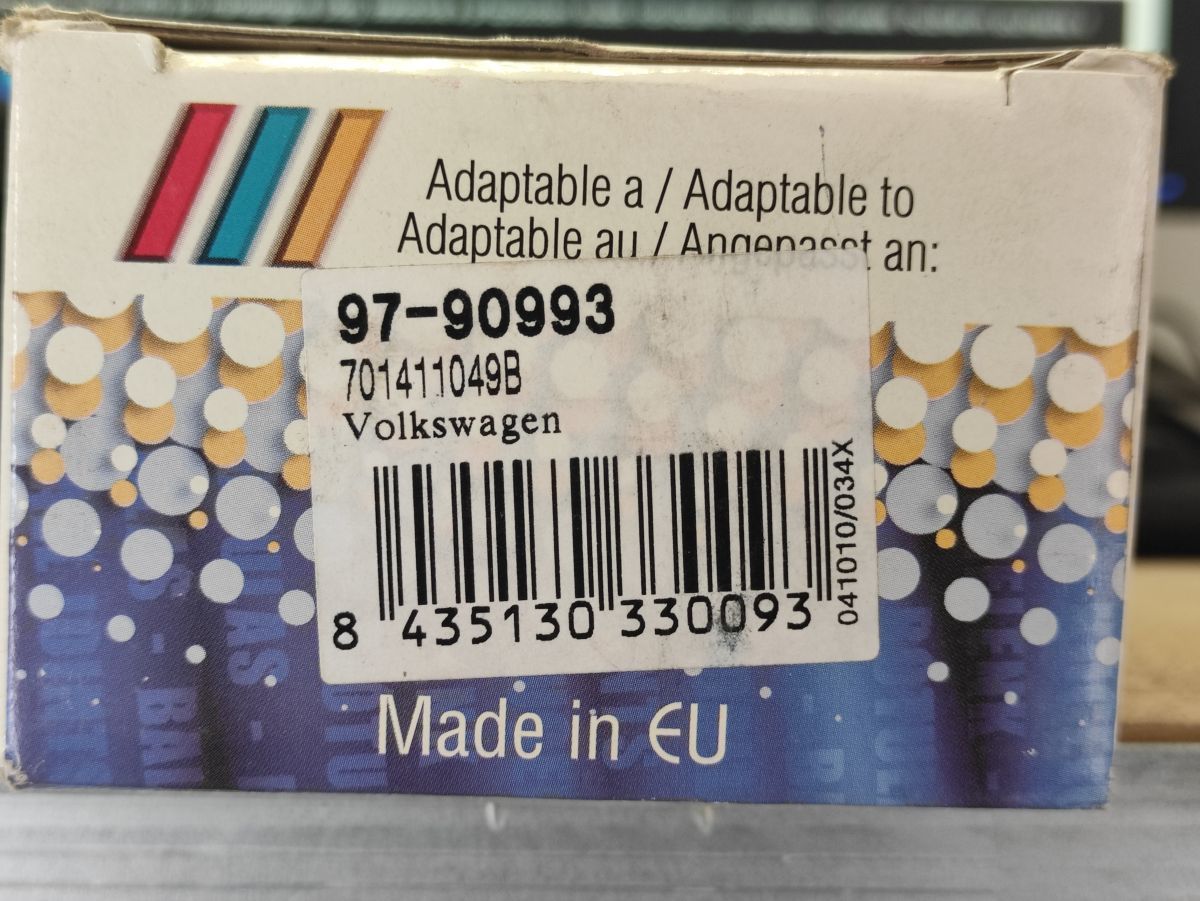 Adaptable a / Adaptable to
Adaptable au / Angepasst an:
97-90993
701411049B
Volkswagen
041010/034X
8 435130 330093
Made in EU